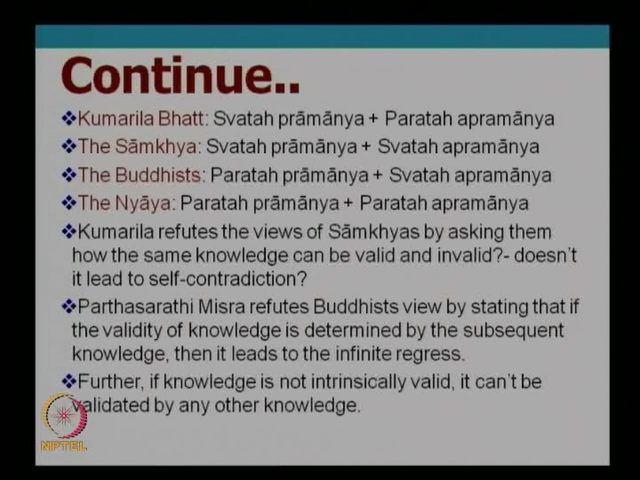 Continue..
❖Kumarila Bhatt: Svatah prāmānya + Paratah apramānya
❖The Sāmkhya: Svatah prāmānya + Svatah apramānya
❖The Buddhists: Paratah prāmānya + Svatah apramānya
❖The Nyāya: Paratah prāmānya + Paratah apramānya
❖Kumarila refutes the views of Sāmkhyas by asking them
how the same knowledge can be valid and invalid?- doesn't
it lead to self-contradiction?
❖Parthasarathi Misra refutes Buddhists view by stating that if
the validity of knowledge is determined by the subsequent
knowledge, then it leads to the infinite regress.
❖Further, if knowledge is not intrinsically valid, it can't be
validated by any other knowledge.
NPTEL